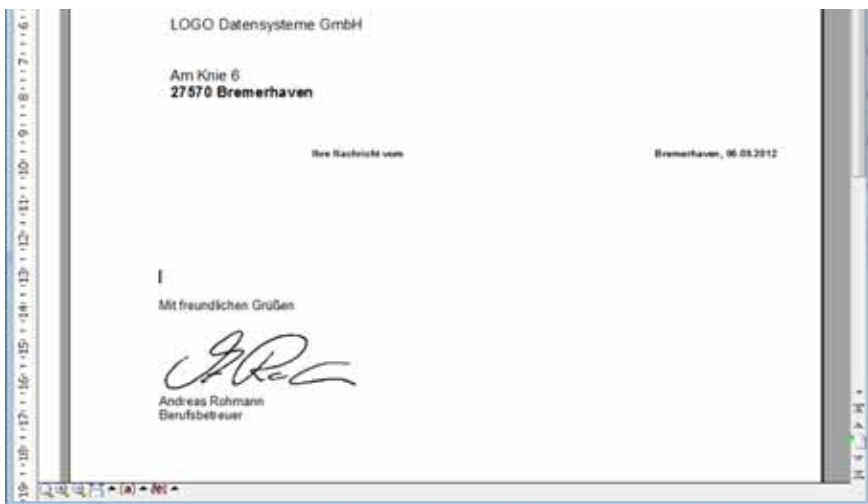 LOGO Datensysteme GmbH
Am Knie 6
27570 Bremerhaven
Ihre Nachricht vom
Bremerhaven, 06.08.2012
Mit freundlichen Grüßen
Andreas Rohmann
Berufsbetreuer